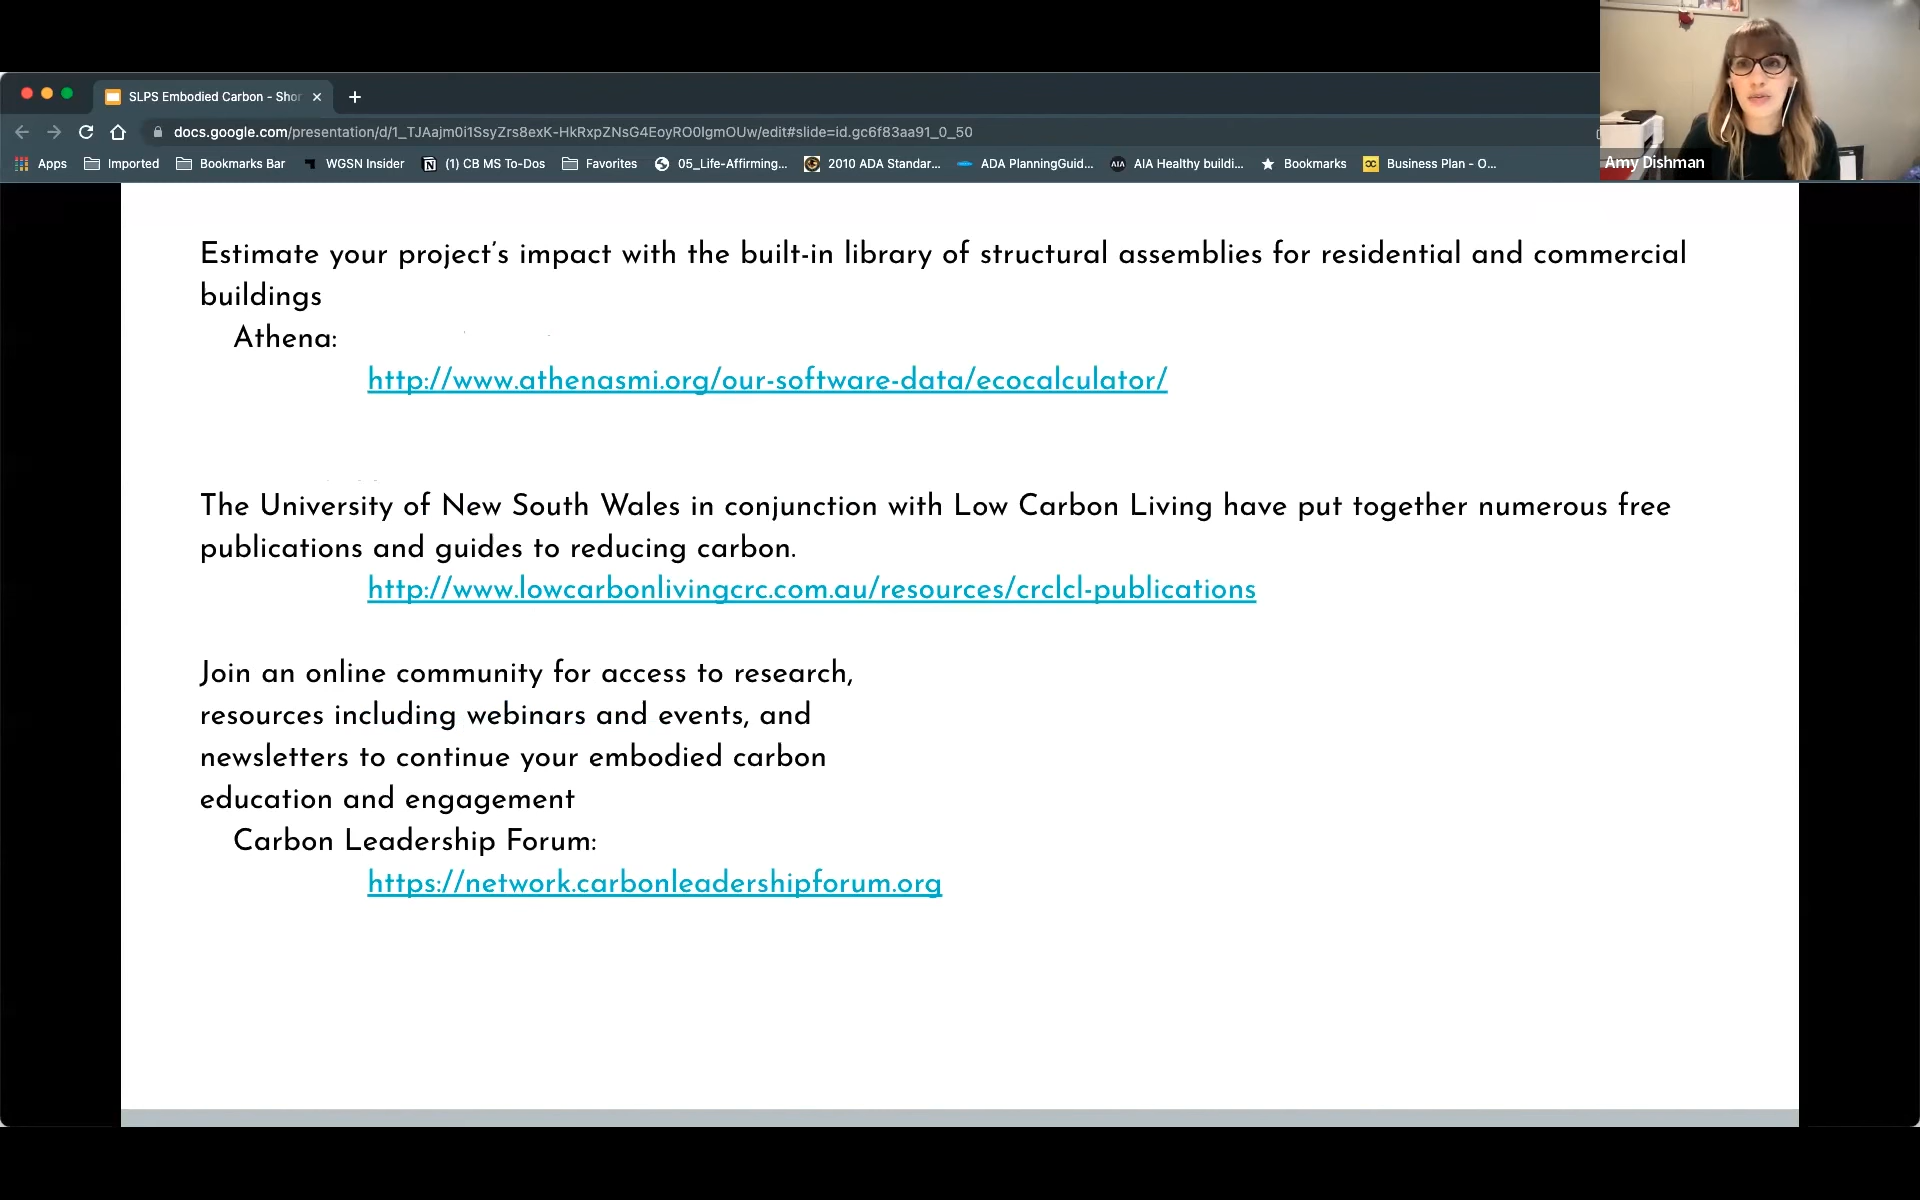 SLPS Embodied Carbon - Shor
docs.google.com/presentation/d/1_TJAajm0i1SsyZrs8exK-HkRxpZNsG4EoyRO0lgmOUw/edit#slide=id.gc6f83aa91_0_50
Apps Imported Bookmarks Bar WGSN Insider (1) CB MS To-Dos Favorites 05_Life-Affirming... 2010 ADA Standar... ADA PlanningGuid... AIA AIA Healthy buildi... Bookmarks Business Plan - O...
Amy Dishman
Estimate your project's impact with the built-in library of structural assemblies for residential and commercial
buildings
Athena:
http://www.athenasmi.org/our-software-data/ecocalculator/
The University of New South Wales in conjunction with Low Carbon Living have put together numerous free
publications and guides to reducing carbon.
http://www.lowcarbonlivingcrc.com.au/resources/crclcl-publications
Join an online community for access to research,
resources including webinars and events, and
newsletters to continue your embodied carbon
education and engagement
Carbon Leadership Forum:
https://network.carbonleadershipforum.org